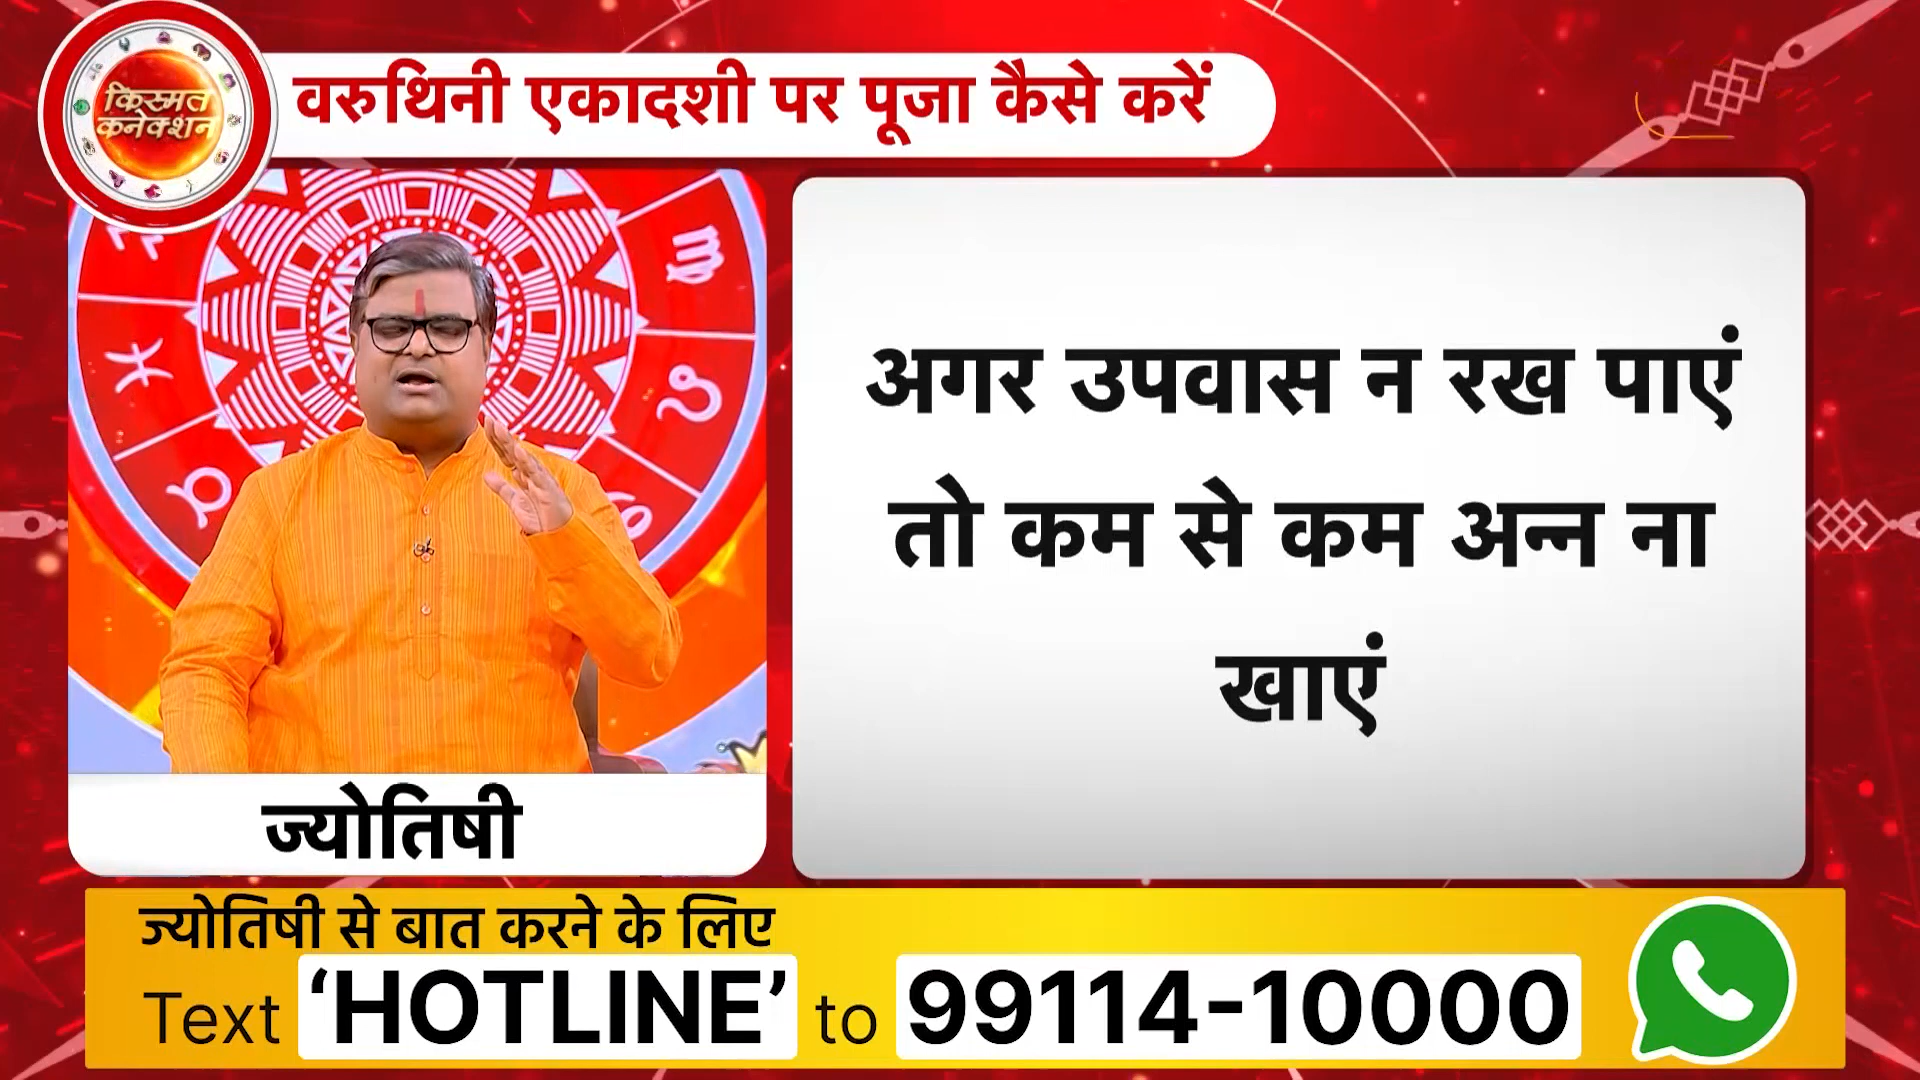 किस्मत
कनेक्शन
वरुथिनी एकादशी पर पूजा कैसे करें
अगर उपवास न रख पाएं
तो कम से कम अन्न ना
खाएं
ज्योतिषी
ज्योतिषी से बात करने के लिए
Text ‘HOTLINE’ to 99114-10000